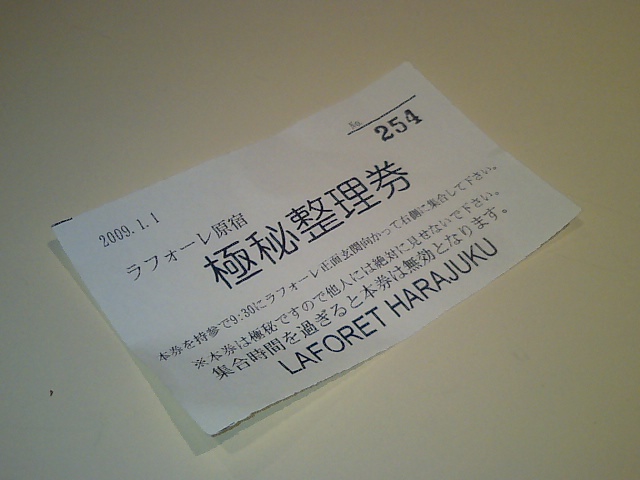 No. 254
2009.1.1
ラフォーレ原宿
極秘整理券
本券を持参で9:30にラフォーレ正面玄関向かって右側に集合して下さい。
※本券は極秘ですので他人には絶対に見せないで下さい。
集合時間を過ぎると本券は無効となります。
LAFORET HARAJUKU